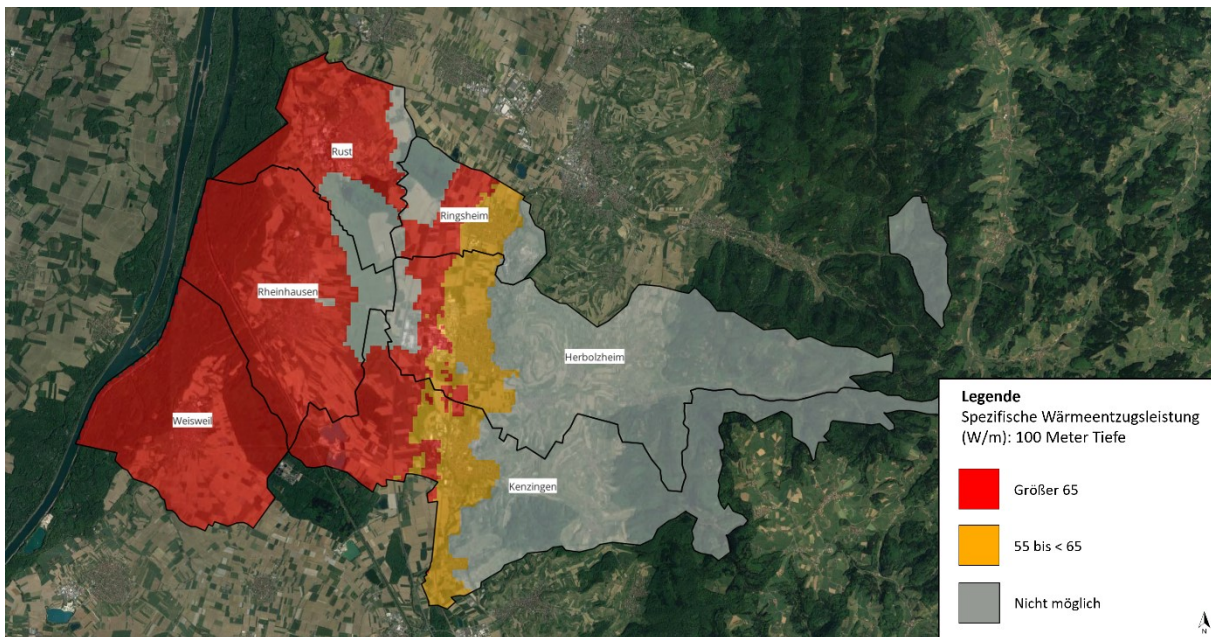 Rust
Ringsheim
Rheinhausen
Herbolzheim
Weisweil
Kenzingen
Legende
Spezifische Wärmeentzugsleistung
(W/m): 100 Meter Tiefe
Größer 65
55 bis < 65
Nicht möglich
N